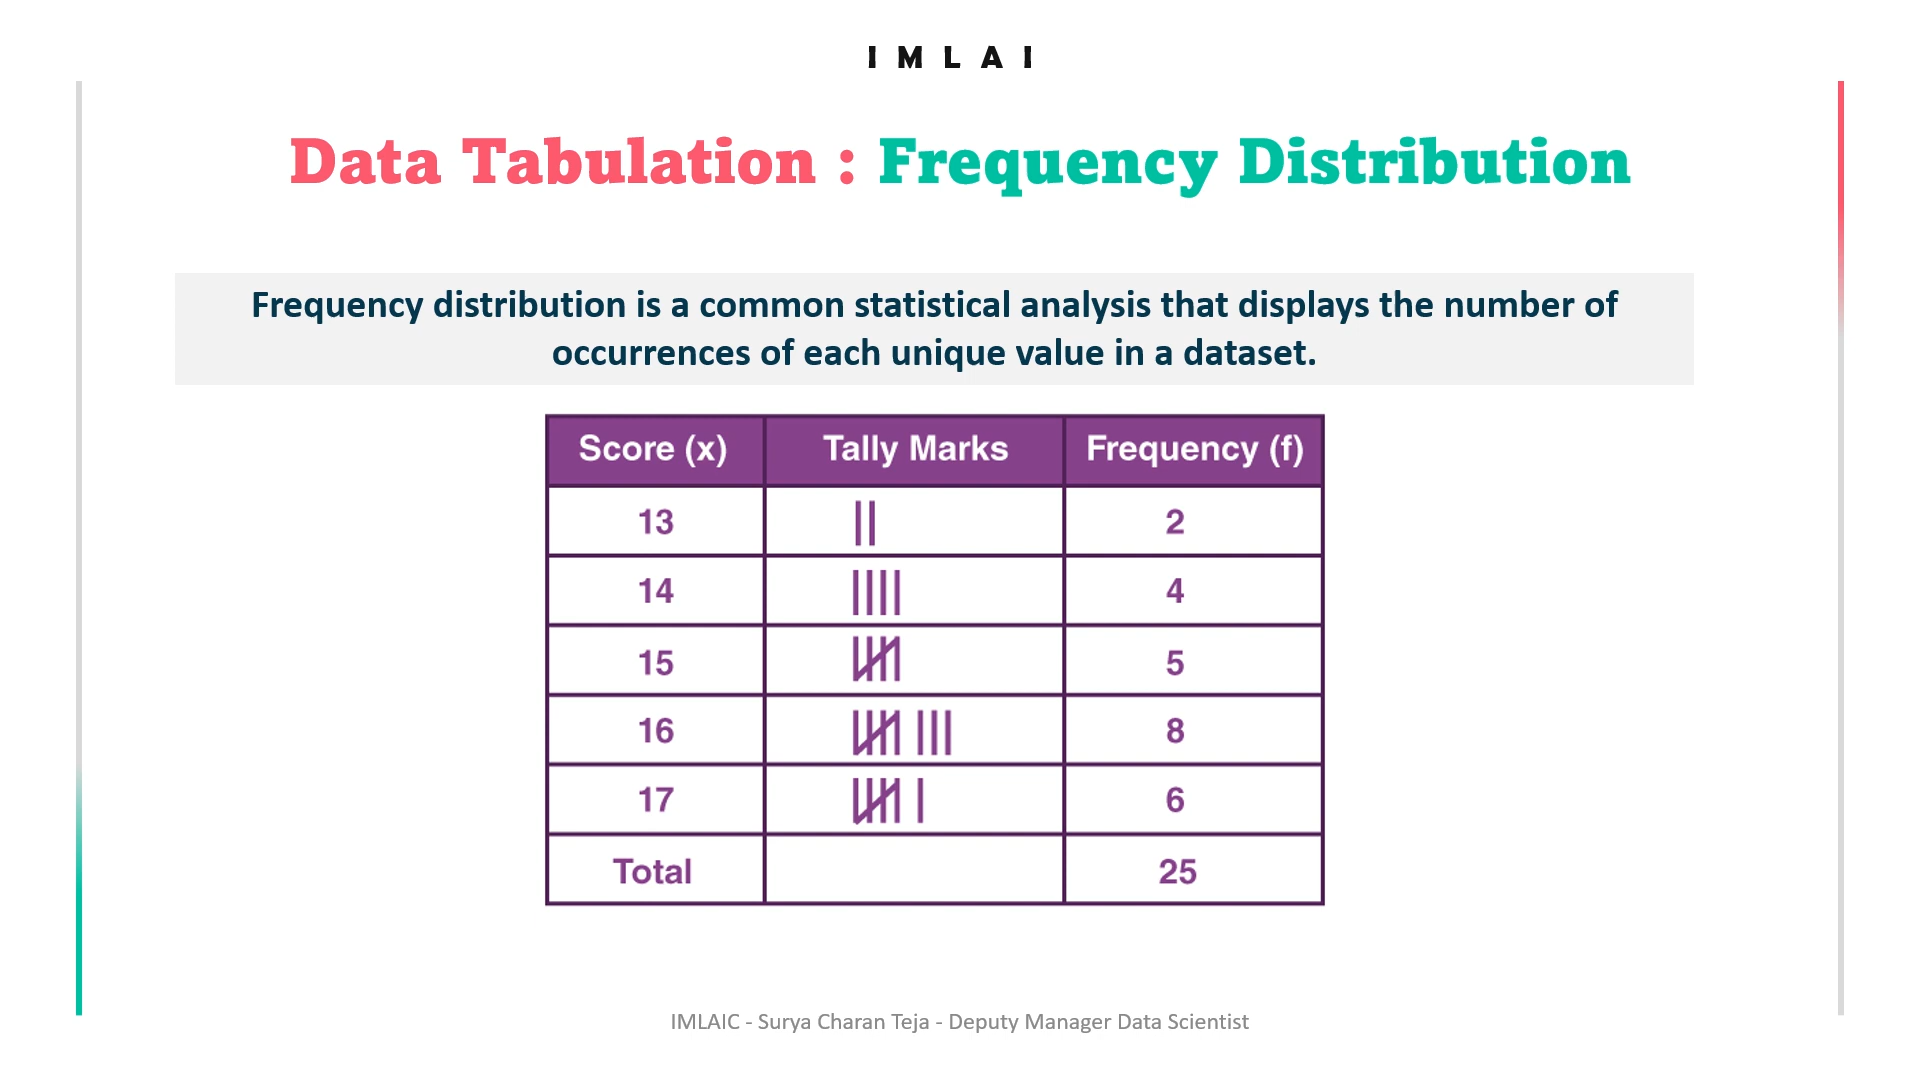 IMLAI
Data Tabulation : Frequency Distribution
Frequency distribution is a common statistical analysis that displays the number of
occurrences of each unique value in a dataset.
Score (x) Tally Marks Frequency (f)
13 || 2
14 |||| 4
15 5
16 8
17 6
Total 25
IMLAIC - Surya Charan Teja - Deputy Manager Data Scientist